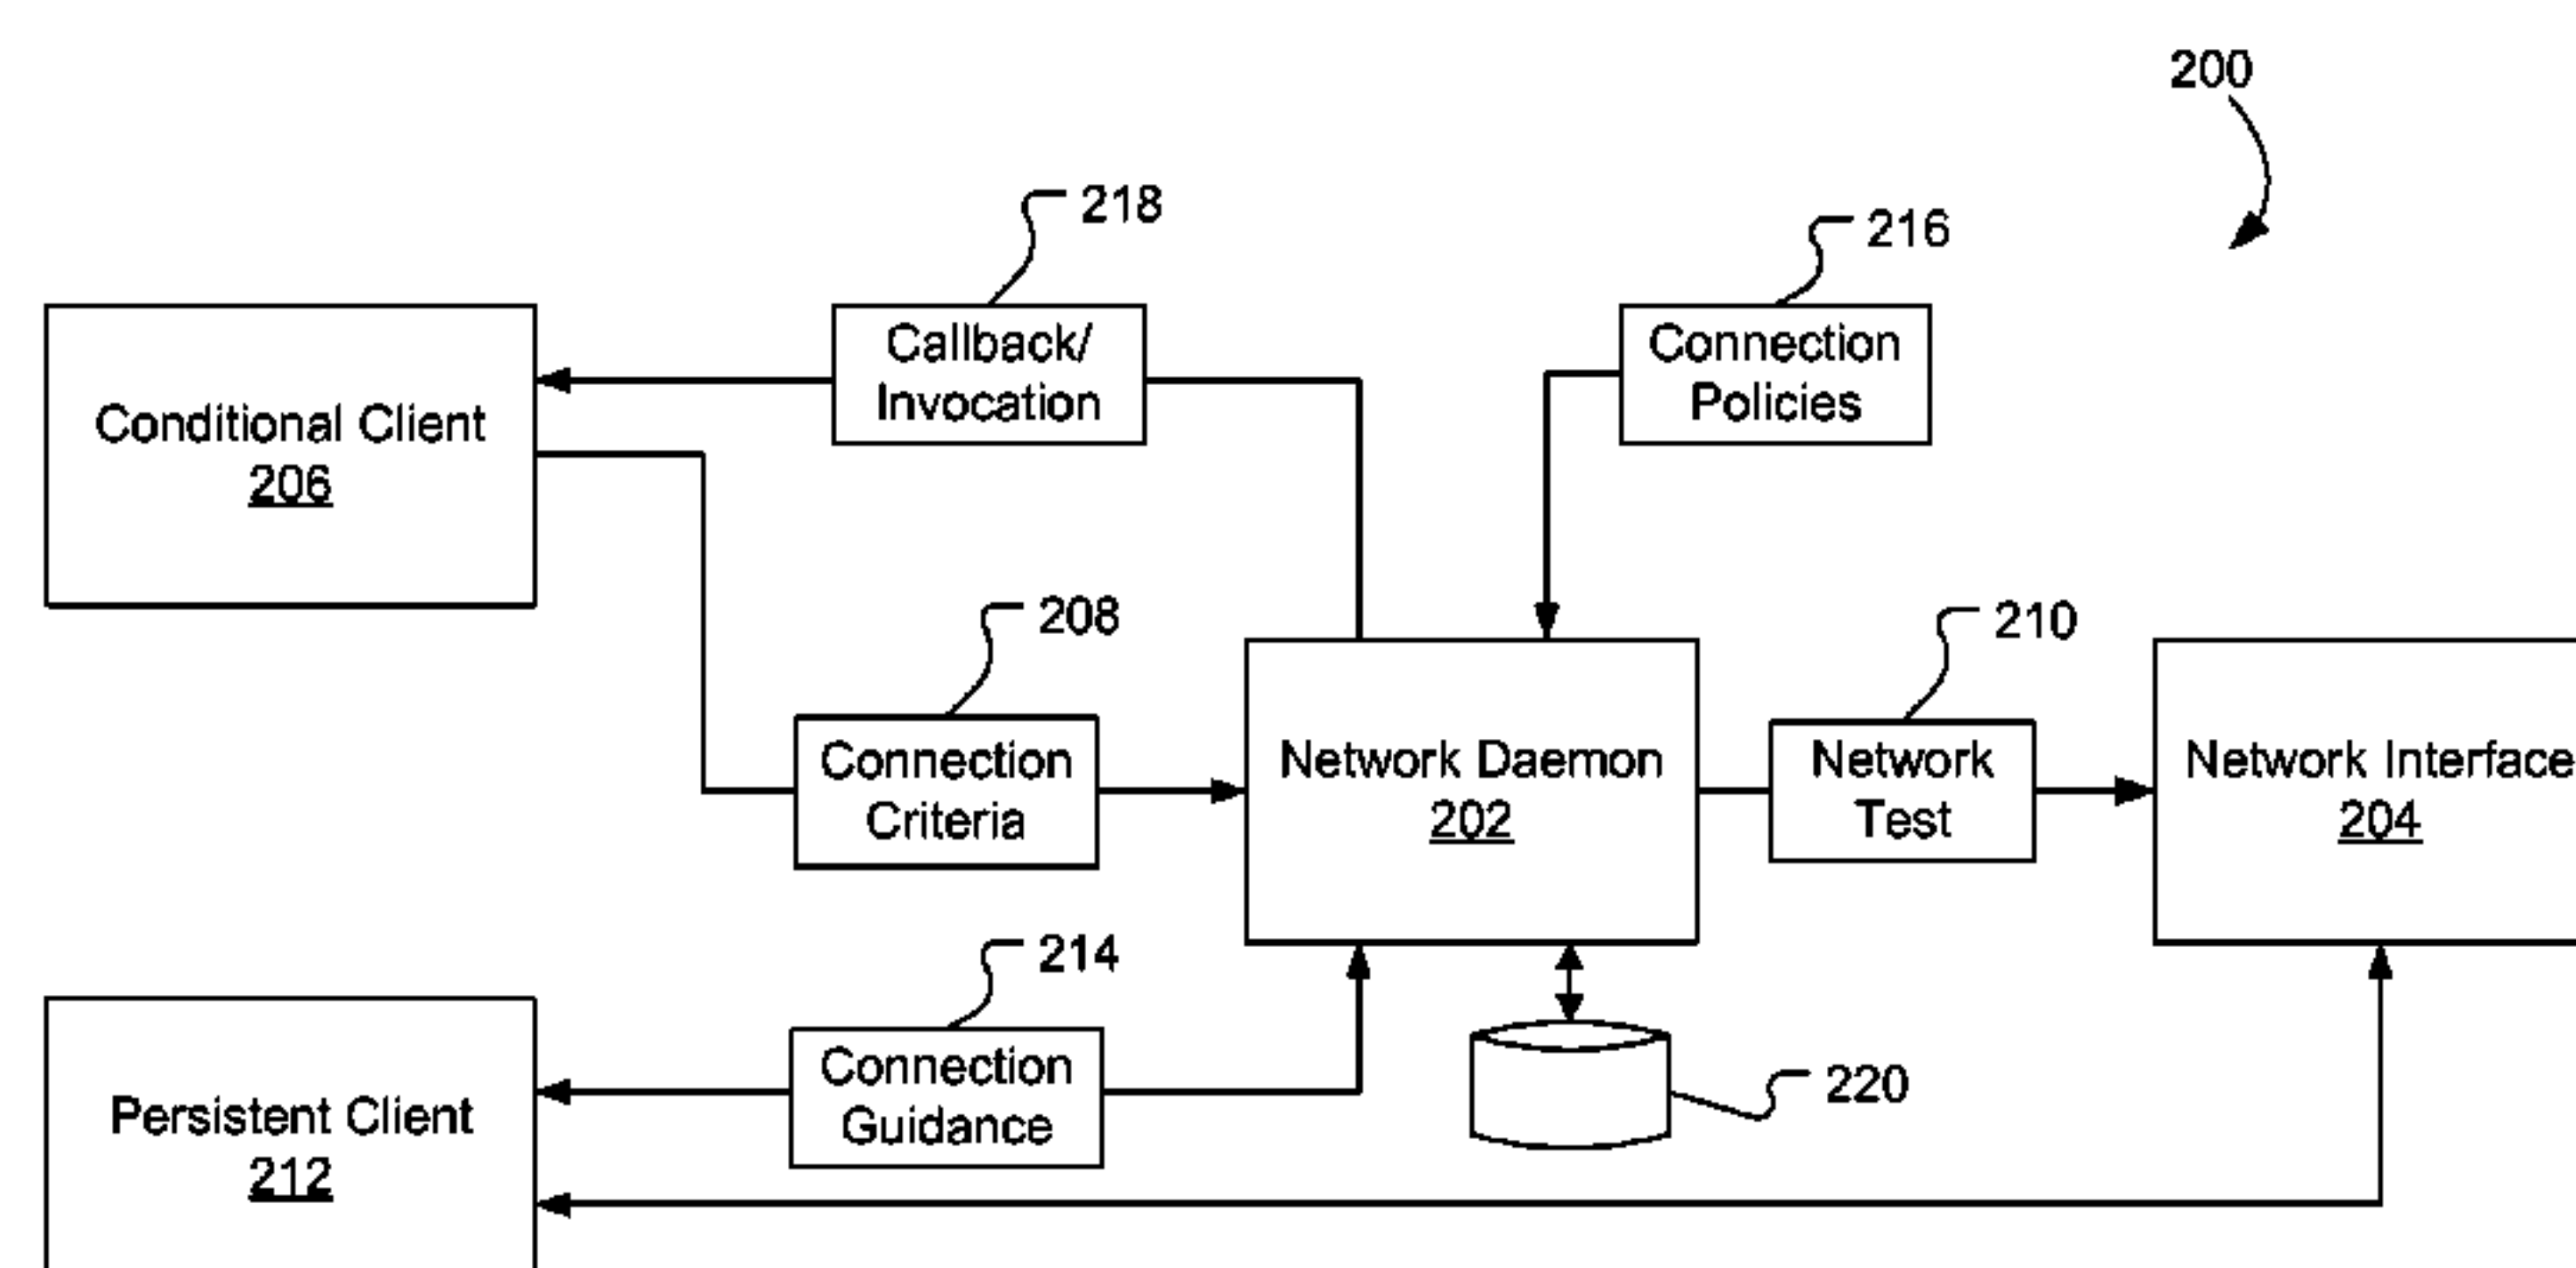 200
218
216
Callback/
Invocation
Connection
Policies
Conditional Client
206
208
210
Connection
Criteria
Network Daemon
202
Network
Test
Network Interface
204
214
Connection
Guidance
220
Persistent Client
212